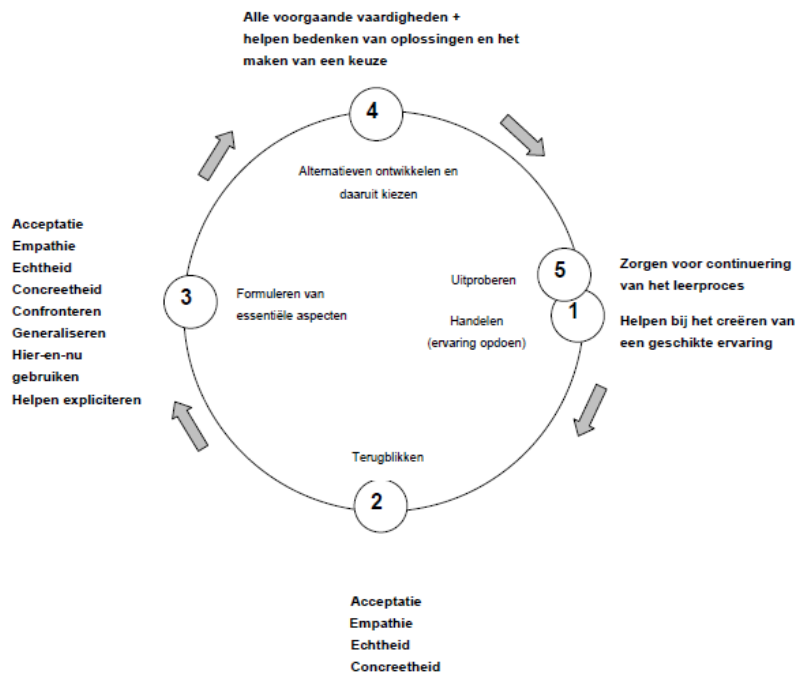 Alle voorgaande vaardigheden +
helpen bedenken van oplossingen en het
maken van een keuze
4
Alternatieven ontwikkelen en
daaruit kiezen
Acceptatie
Empathie
Echtheid
Concreetheid
Confronteren
Generaliseren
Hier-en-nu
gebruiken
Helpen expliciteren
3
Formuleren van
essentiële aspecten
Uitproberen
5
Zorgen voor continuering
van het leerproces
Handelen
(ervaring opdoen)
1
Helpen bij het creëren van
een geschikte ervaring
Terugblikken
2
Acceptatie
Empathie
Echtheid
Concreetheid